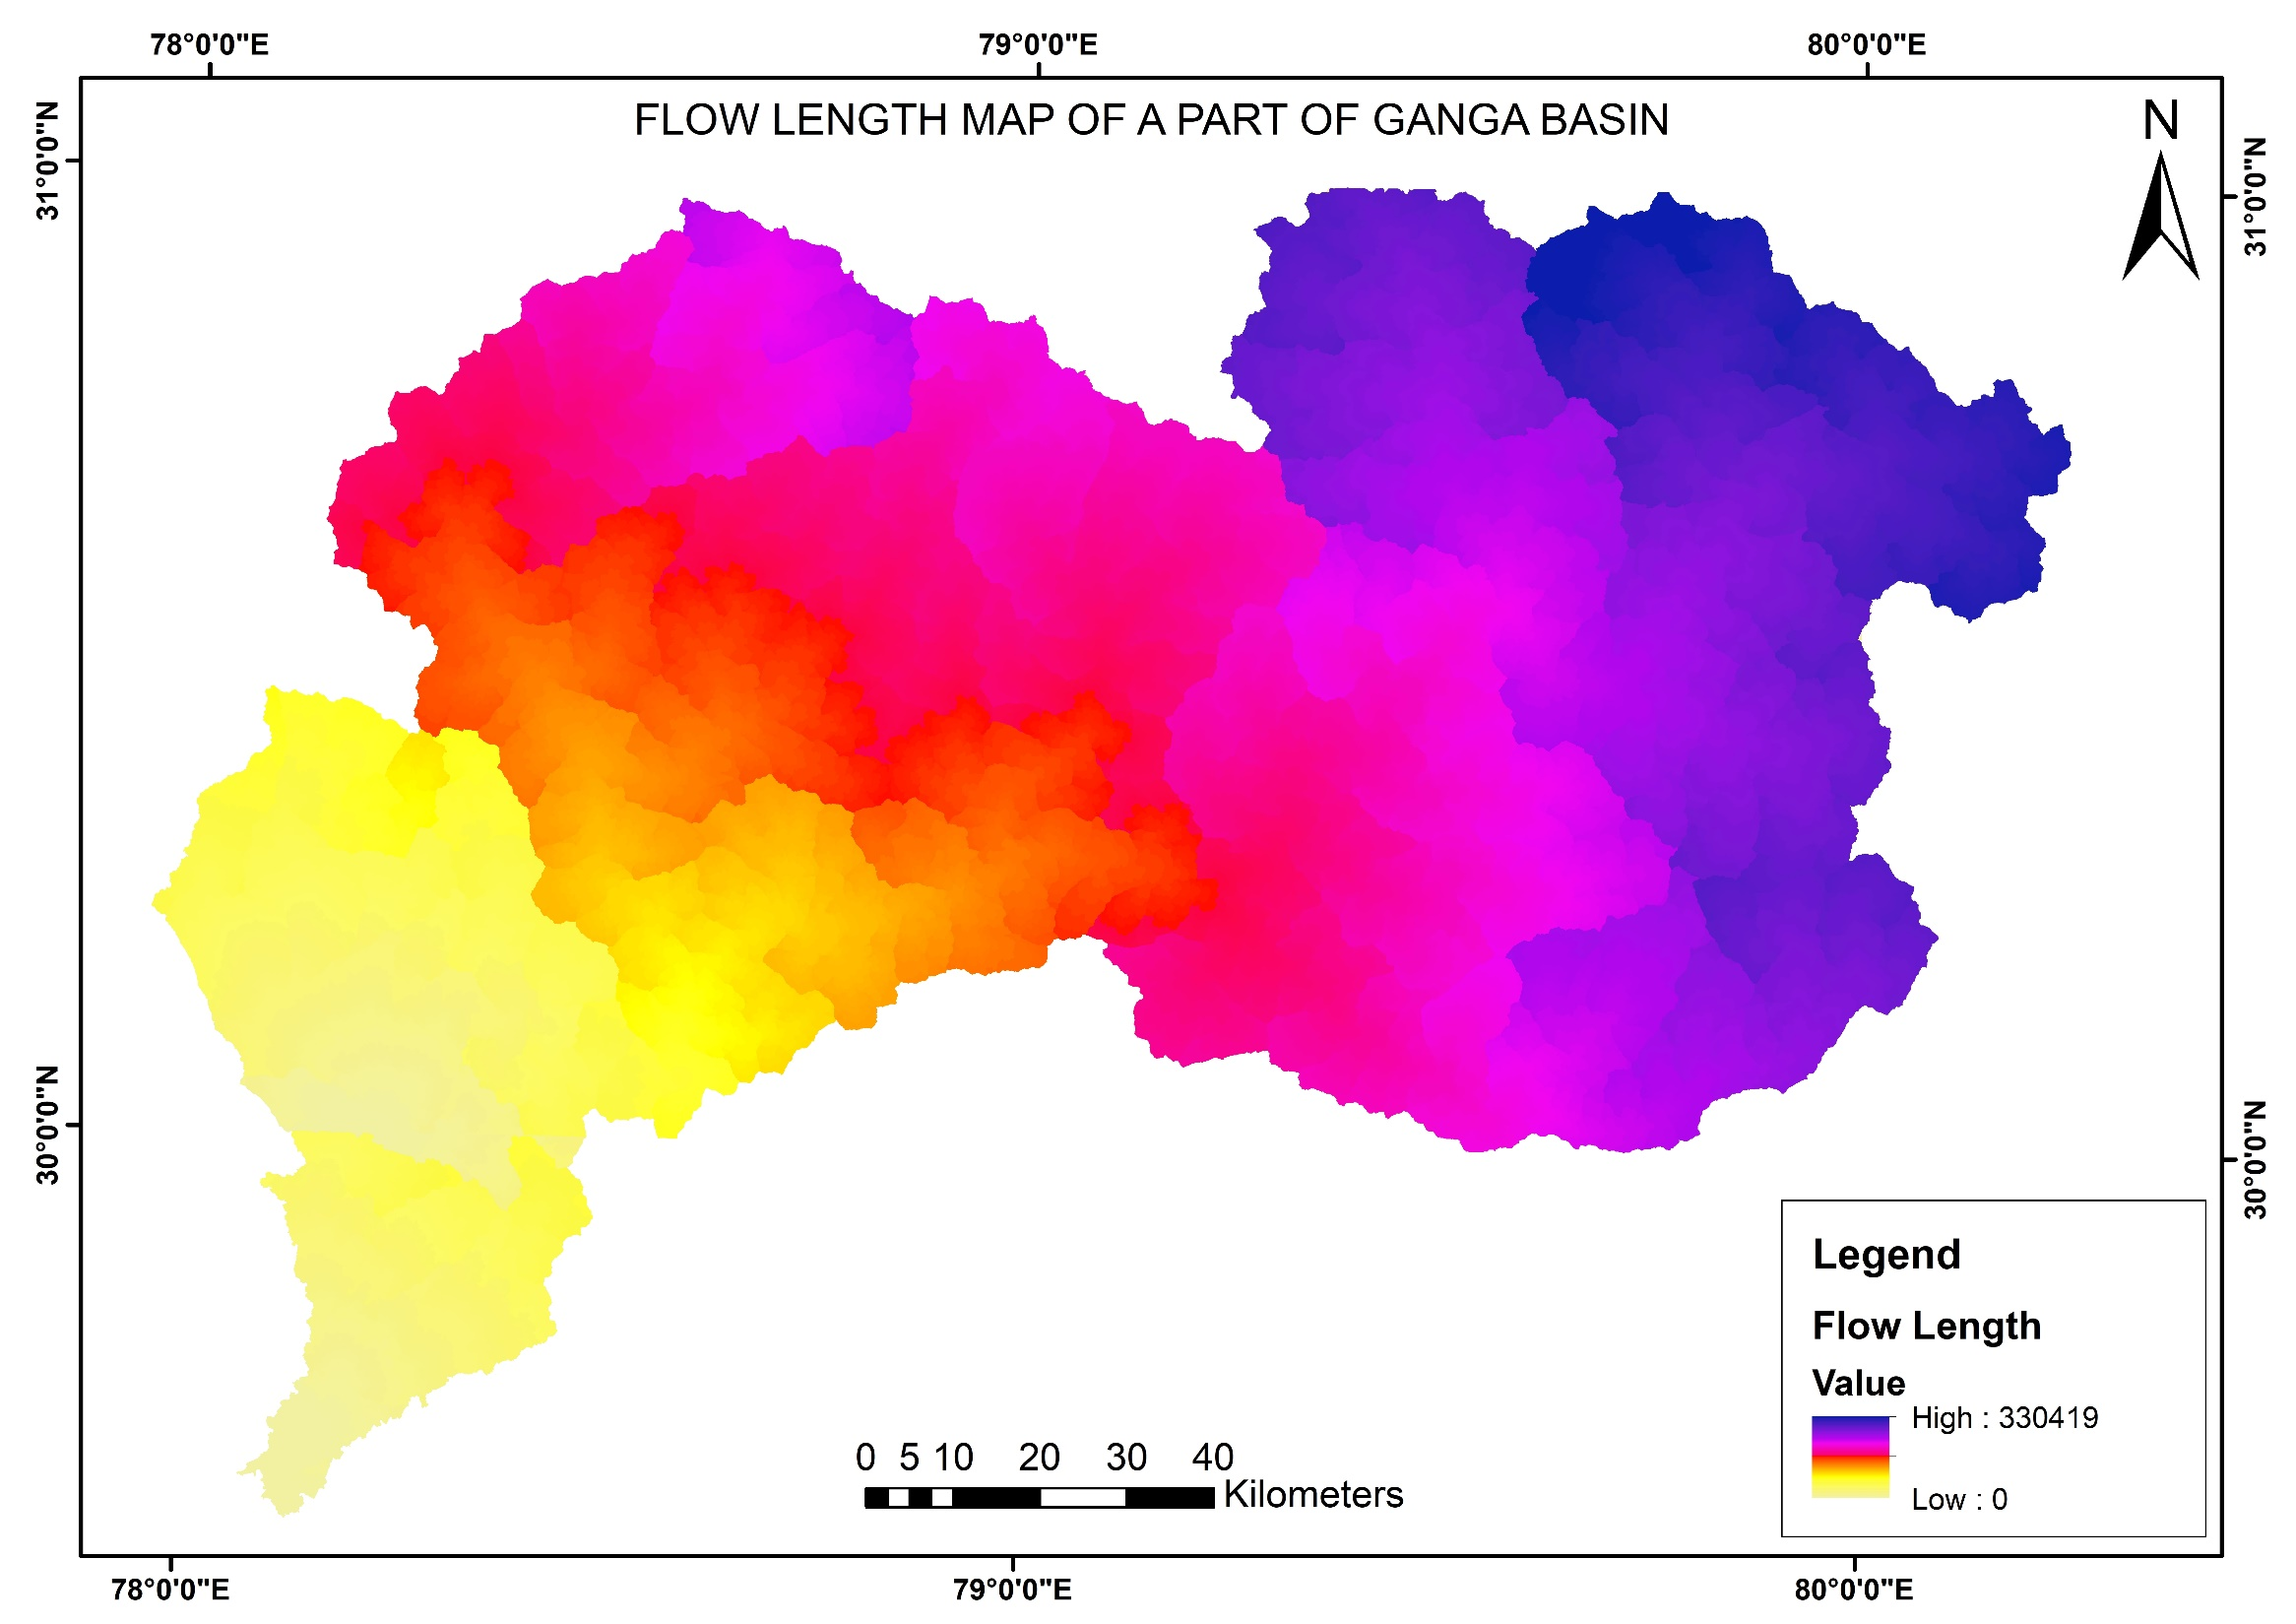 78°0'0"E 79°0'0"E 80°0'0"E
FLOW LENGTH MAP OF A PART OF GANGA BASIN
N
31°0'0"N
31°0'0"N
30°0'0"N
30°0'0"N
Legend
Flow Length
Value
High : 330419
Low : 0
0 5 10 20 30 40
Kilometers
78°0'0"E 79°0'0"E 80°0'0"E